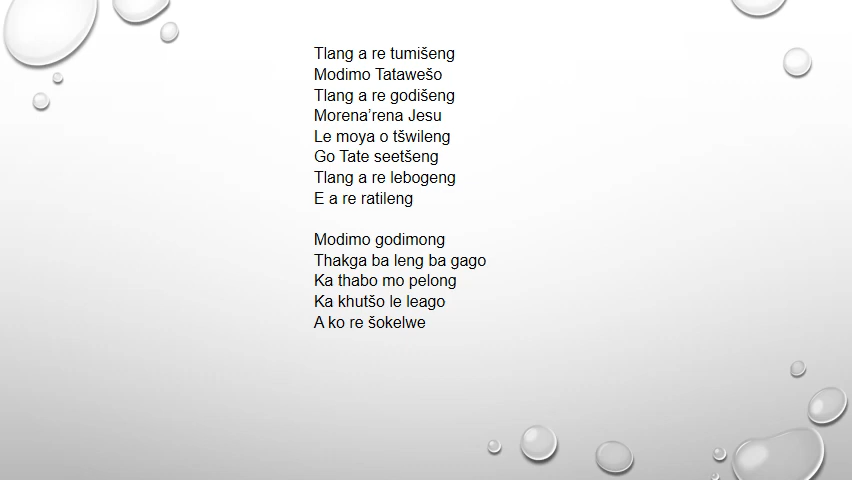 Tlang a re tumišeng
Modimo Tatawešo
Tlang a re godišeng
Morena’rena Jesu
Le moya o tšwileng
Go Tate seetšeng
Tlang a re lebogeng
E a re ratileng

Modimo godimong
Thakga ba leng ba gago
Ka thabo mo pelong
Ka khutšo le leago
A ko re šokelwe